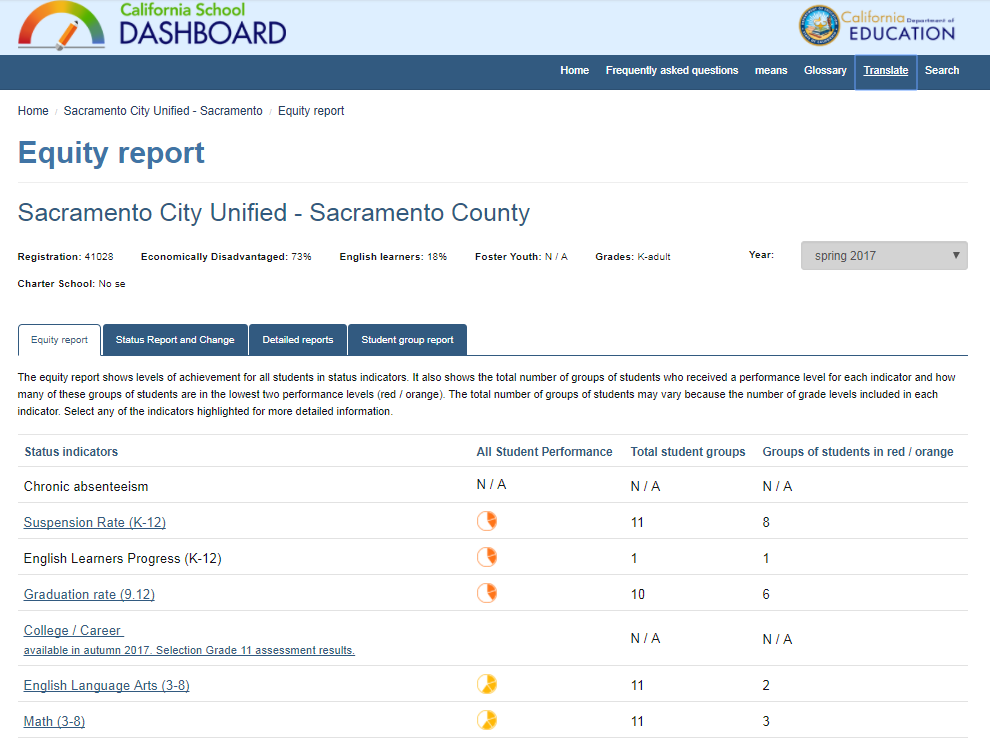 California School
DASHBOARD
California Department of
EDUCATION
Home Frequently asked questions means Glossary Translate Search
Home / Sacramento City Unified - Sacramento / Equity report
Equity report
Sacramento City Unified - Sacramento County
Registration: 41028 Economically Disadvantaged: 73% English learners: 18% Foster Youth: N / A Grades: K-adult Year: spring 2017
Charter School: No se
Equity report Status Report and Change Detailed reports Student group report
The equity report shows levels of achievement for all students in status indicators. It also shows the total number of groups of students who received a performance level for each indicator and how
many of these groups of students are in the lowest two performance levels (red / orange). The total number of groups of students may vary because the number of grade levels included in each
indicator. Select any of the indicators highlighted for more detailed information.
Status indicators All Student Performance Total student groups Groups of students in red / orange
Chronic absenteeism N / A N / A N / A
Suspension Rate (K-12) 11 8
English Learners Progress (K-12) 1 1
Graduation rate (9.12) 10 6
College / Career N / A N / A
available in autumn 2017. Selection Grade 11 assessment results.
English Language Arts (3-8) 11 2
Math (3-8) 11 3